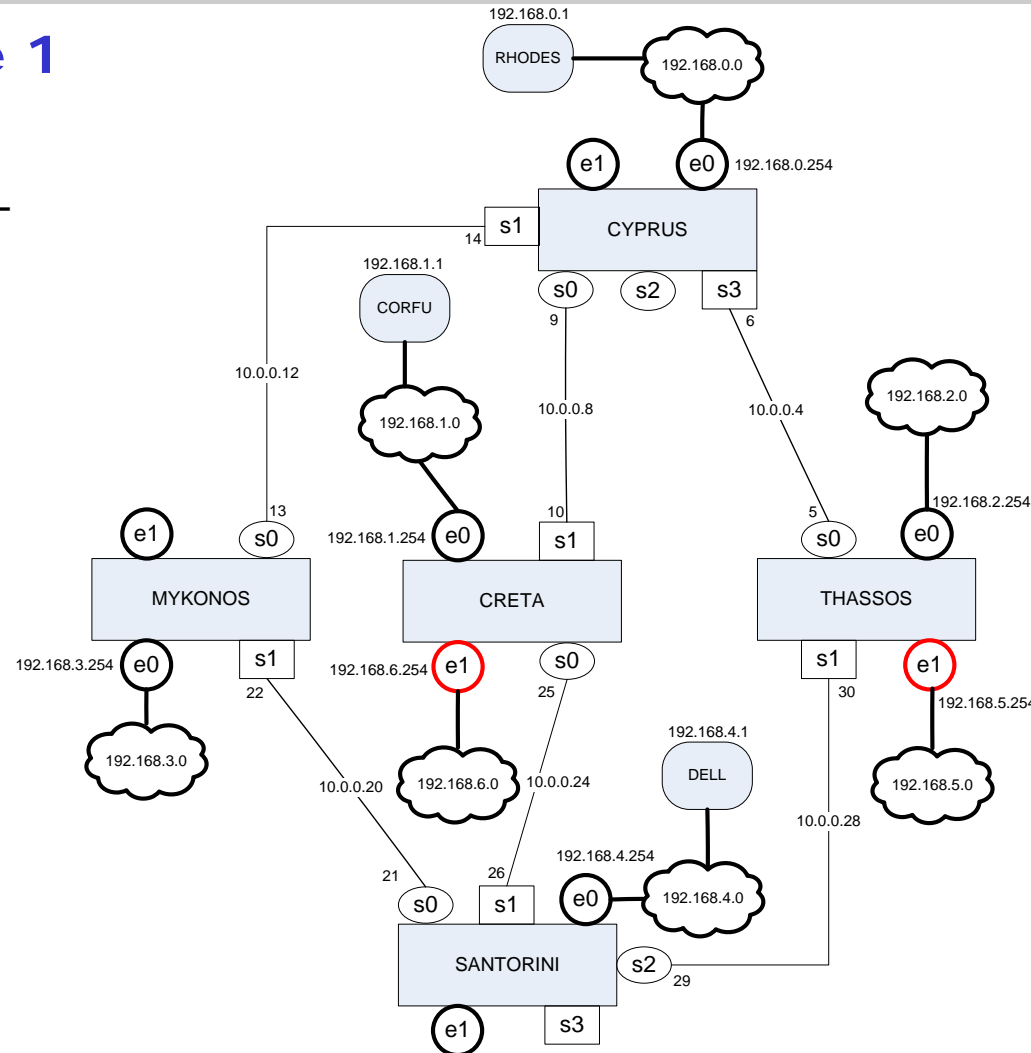 192.168.0.1
e 1
RHODES
192.168.0.0
e1
e0
192.168.0.254
s1
CYPRUS
14
192.168.1.1
s0
s2
s3
CORFU
9
6
10.0.0.12
192.168.2.0
10.0.0.8
10.0.0.4
192.168.1.0
192.168.2.254
13
10
5
e1
s0
192.168.1.254
e0
s1
s0
e0
MYKONOS
CRETA
THASSOS
192.168.3.254
e0
s1
192.168.6.254
e1
s0
s1
e1
22
25
30
192.168.5.254
192.168.4.1
192.168.3.0
DELL
10.0.0.20
192.168.6.0
10.0.0.24
192.168.5.0
10.0.0.28
192.168.4.254
21
26
s0
s1
e0
192.168.4.0
SANTORINI
s2
29
e1
s3